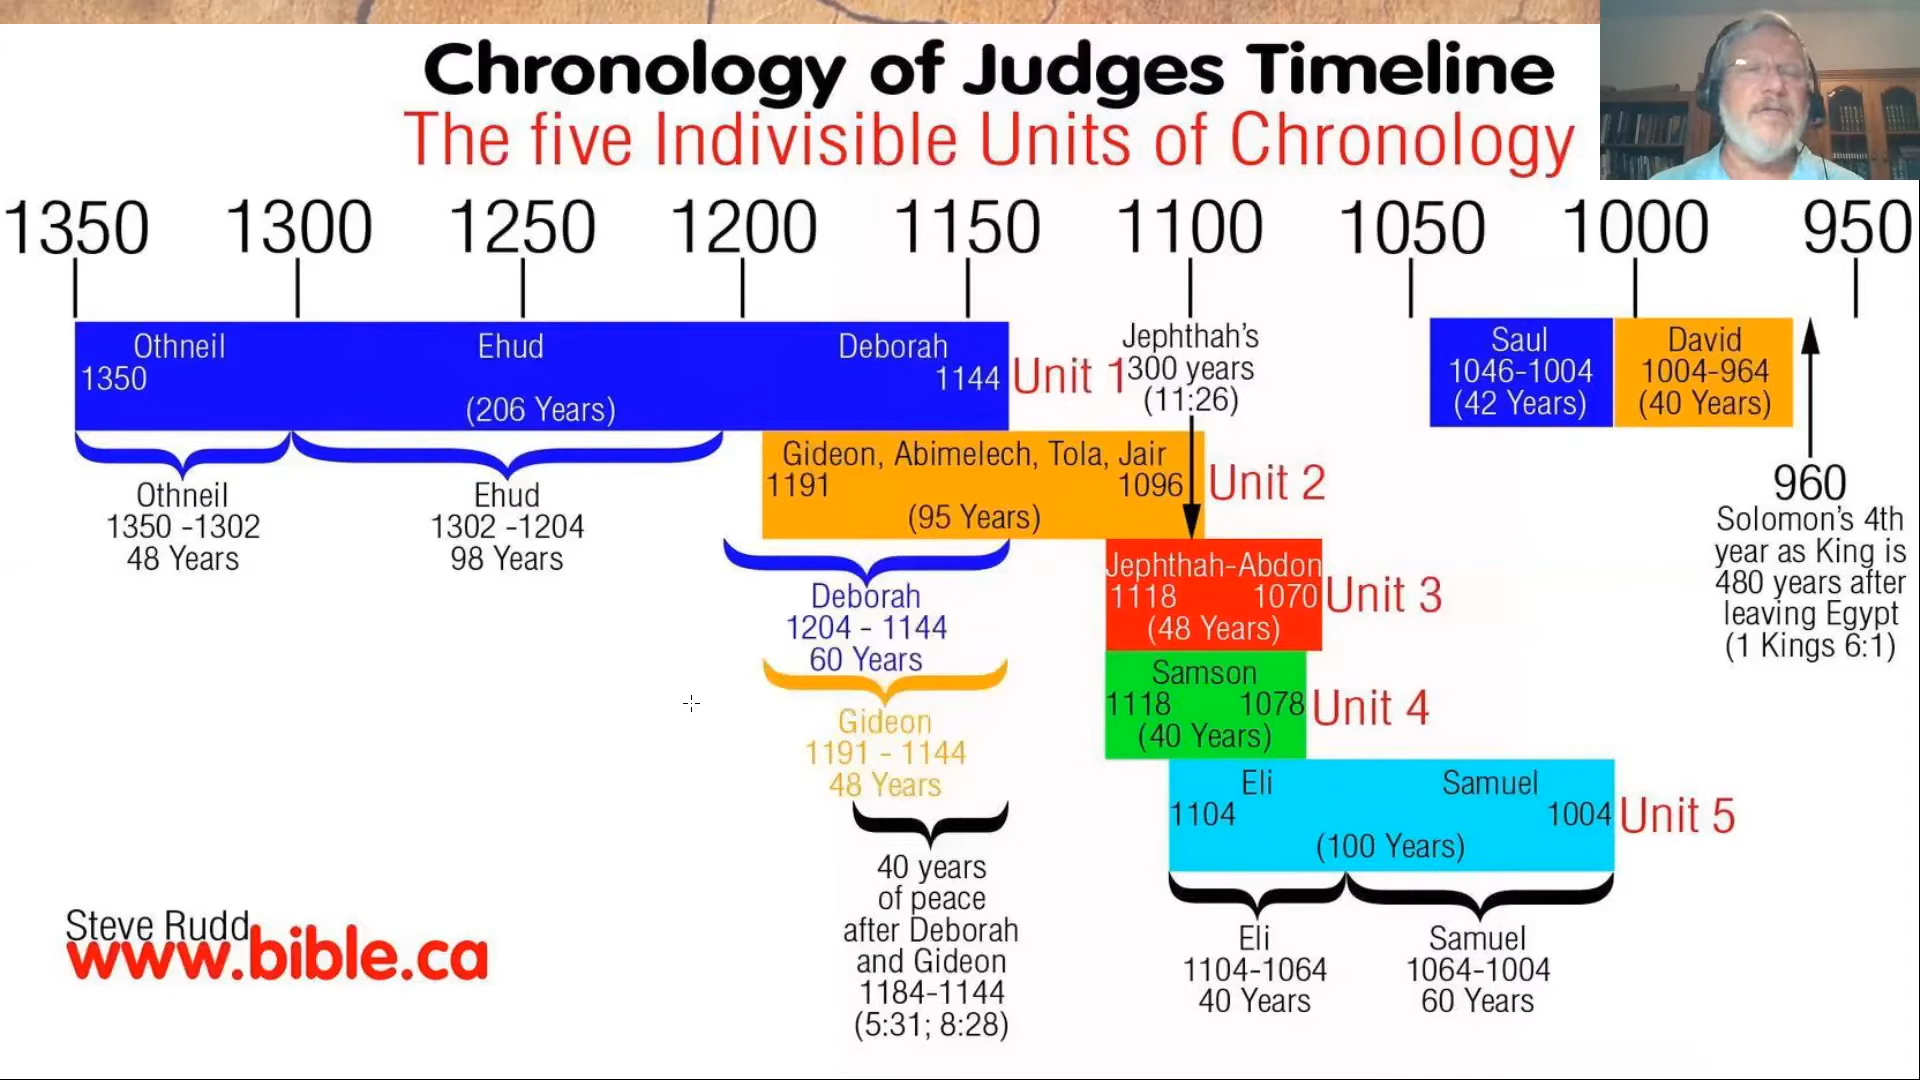 Chronology of Judges Timeline
The five Indivisible Units of Chronology
1350 1300 1250 1200 1150 1100 1050 1000 950
Othneil Ehud Deborah
1350 1144
(206 Years)
Unit 1
Jephthah's
300 years
(11:26)
Saul
1046-1004
(42 Years)
David
1004-964
(40 Years)
Othneil
1350 -1302
48 Years
Ehud
1302 -1204
98 Years
Gideon, Abimelech, Tola, Jair
1191 1096
(95 Years)
Unit 2
960
Solomon's 4th
year as King is
480 years after
leaving Egypt
(1 Kings 6:1)
Deborah
1204 - 1144
60 Years
Jephthah-Abdon
1118 1070
(48 Years)
Unit 3
Gideon
1191 - 1144
48 Years
Samson
1118 1078
(40 Years)
Unit 4
Eli Samuel
1104 1004
(100 Years)
Unit 5
40 years
of peace
after Deborah
and Gideon
1184-1144
(5:31; 8:28)
Eli
1104-1064
40 Years
Samuel
1064-1004
60 Years
Steve Rudd
www.bible.ca